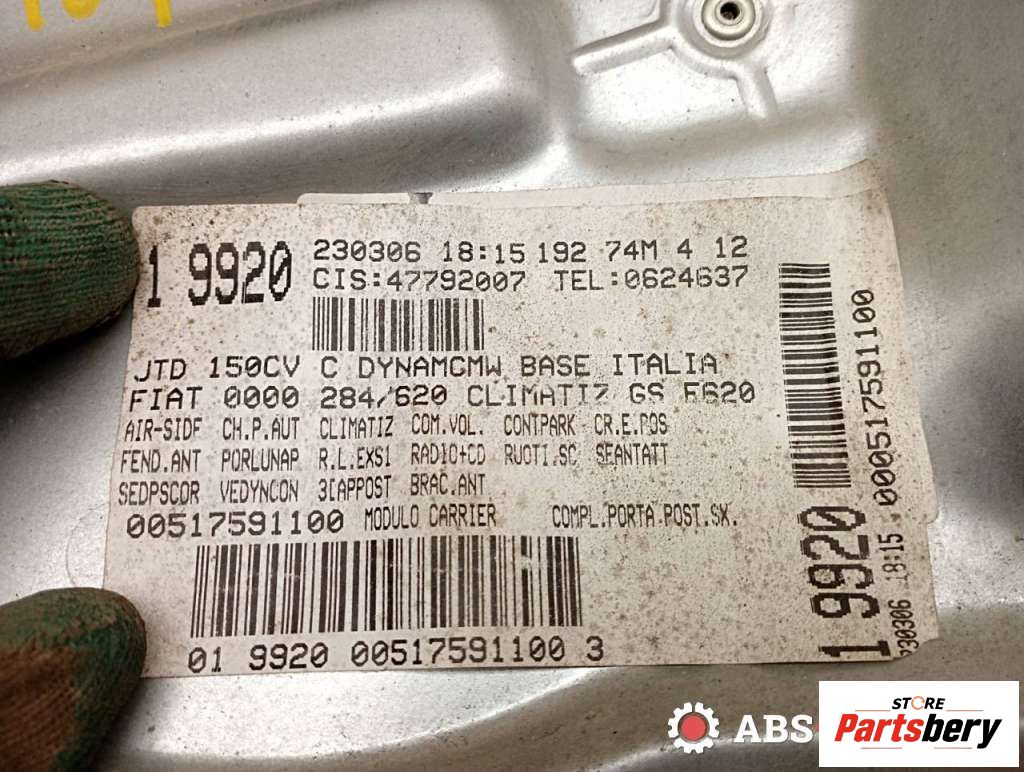 1 9920
230306 18:15 192 74M 4 12
CIS:47792007 TEL:0624637
JTD 150CV C DYNAMCMW BASE ITALIA
FIAT 0000 284/620 CLIMATIZ GS F620
AIR-SIDF CH.P.AUT CLIMATIZ COM.VOL. CONTPARK CR.E.POS
FEND.ANT PORLUNAP R.L.EXS1 RADIO+CD RUOTI.SC SEANTATT
SEDPSCOR VEDYNCON 3CAPPOST BRAC.ANT
00517591100 MODULO CARRIER COMPL.PORTA.POST.SX.
01 9920 00517591100 3
1 9920
230306 18:15 000517591100
ABS
STORE
Partsbery